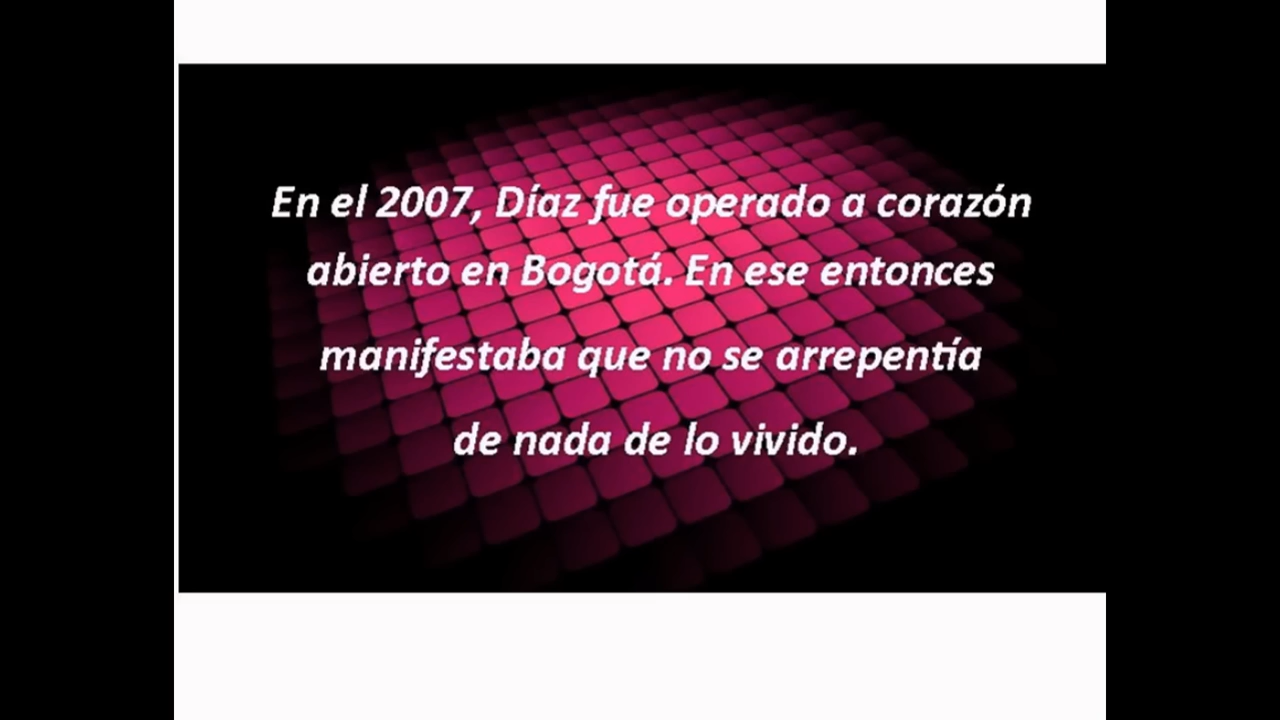 En el 2007, Díaz fue operado a corazón
abierto en Bogotá. En ese entonces
manifestaba que no se arrepentía
de nada de lo vivido.